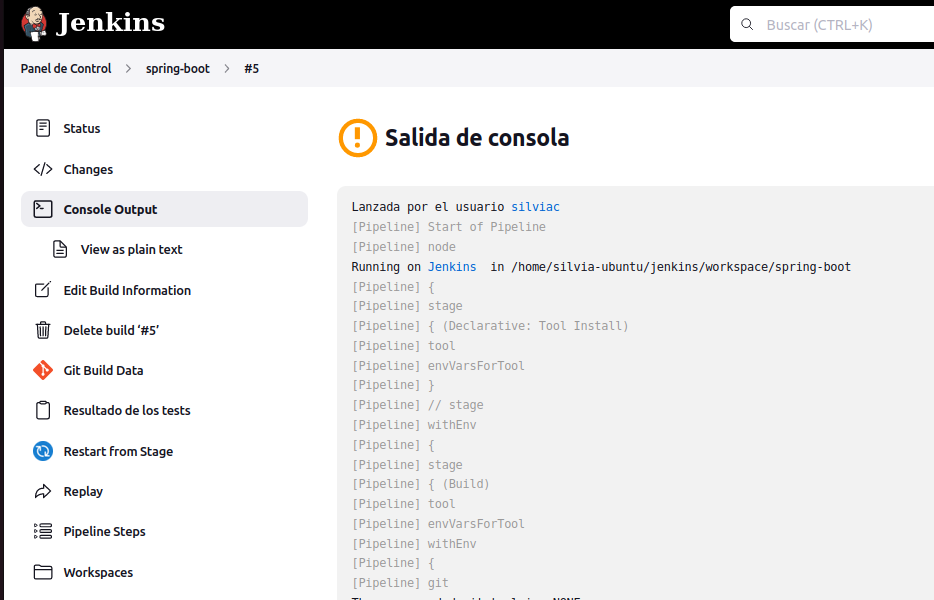 Jenkins
Buscar (CTRL+K)
Panel de Control > spring-boot > #5
Status
Changes
Console Output
View as plain text
Edit Build Information
Delete build ‘#5’
Git Build Data
Resultado de los tests
Restart from Stage
Replay
Pipeline Steps
Workspaces
Salida de consola
Lanzada por el usuario silviac
[Pipeline] Start of Pipeline
[Pipeline] node
Running on Jenkins  in /home/silvia-ubuntu/jenkins/workspace/spring-boot
[Pipeline] {
[Pipeline] stage
[Pipeline] { (Declarative: Tool Install)
[Pipeline] tool
[Pipeline] envVarsForTool
[Pipeline] }
[Pipeline] // stage
[Pipeline] withEnv
[Pipeline] {
[Pipeline] stage
[Pipeline] { (Build)
[Pipeline] tool
[Pipeline] envVarsForTool
[Pipeline] withEnv
[Pipeline] {
[Pipeline] git